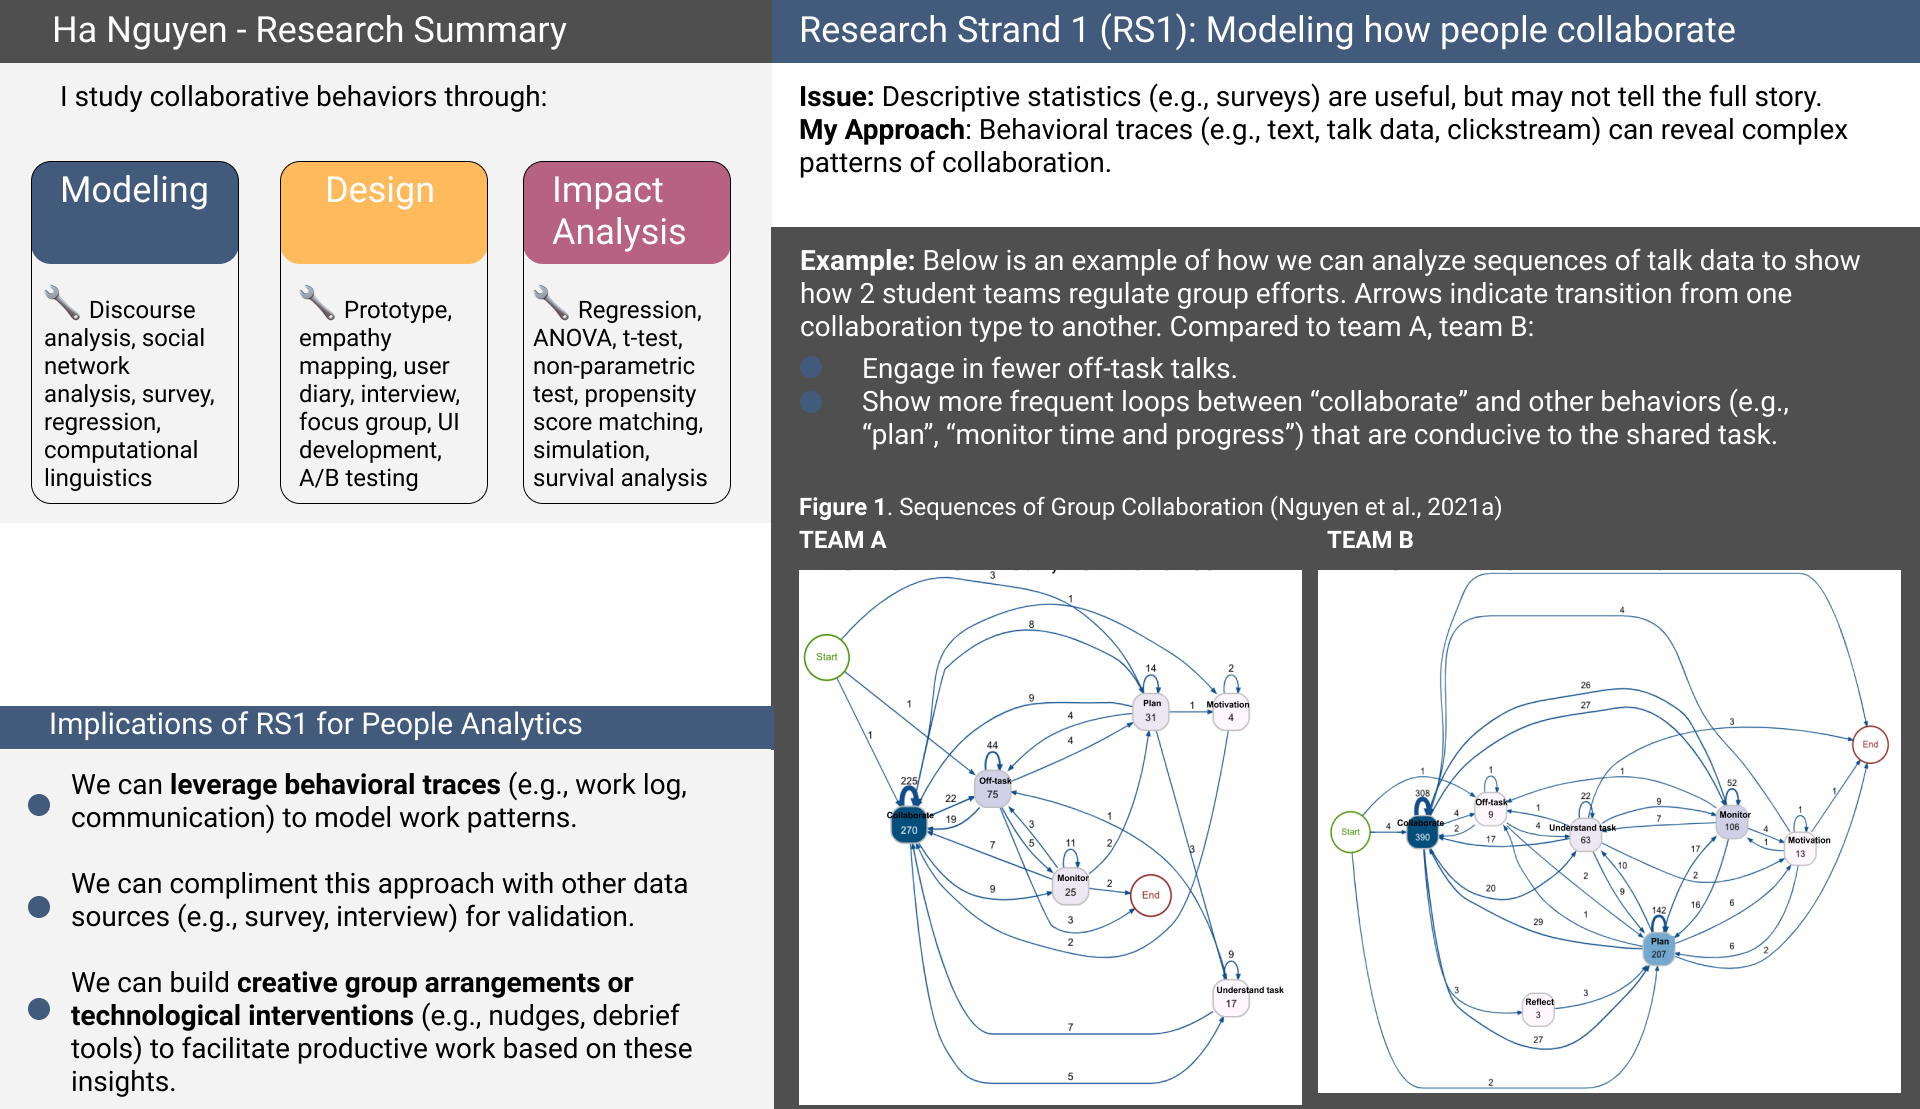 Ha Nguyen - Research Summary
I study collaborative behaviors through:
Modeling
Discourse
analysis, social
network
analysis, survey,
regression,
computational
linguistics
Design
Prototype,
empathy
mapping, user
diary, interview,
focus group, UI
development,
A/B testing
Impact
Analysis
Regression,
ANOVA, t-test,
non-parametric
test, propensity
score matching,
simulation,
survival analysis
Implications of RS1 for People Analytics
We can leverage behavioral traces (e.g., work log,
communication) to model work patterns.
We can compliment this approach with other data
sources (e.g., survey, interview) for validation.
We can build creative group arrangements or
technological interventions (e.g., nudges, debrief
tools) to facilitate productive work based on these
insights.
Research Strand 1 (RS1): Modeling how people collaborate
Issue: Descriptive statistics (e.g., surveys) are useful, but may not tell the full story.
My Approach: Behavioral traces (e.g., text, talk data, clickstream) can reveal complex
patterns of collaboration.
Example: Below is an example of how we can analyze sequences of talk data to show
how 2 student teams regulate group efforts. Arrows indicate transition from one
collaboration type to another. Compared to team A, team B:
Engage in fewer off-task talks.
Show more frequent loops between “collaborate” and other behaviors (e.g.,
“plan”, “monitor time and progress”) that are conducive to the shared task.
Figure 1. Sequences of Group Collaboration (Nguyen et al., 2021a)
TEAM A
3
1
8
Start
14
2
1
9
Plan
31
1
Motivation
4
4
1
4
44
225
Off-task
75
22
19
Collaborate
270
1
3
2
7
5
11
3
Monitor
25
9
2
End
3
2
9
Understand task
17
7
5
TEAM B
4
26
27
3
End
1
1
1
52
308
22
1
Off-task
9
9
1
4
1
Start
4
Collaborate
390
2
4
Understand task
63
7
Monitor
106
4
1
Motivation
13
17
17
10
2
2
20
9
16
6
29
1
142
Plan
207
6
2
3
Reflect
3
3
27
2